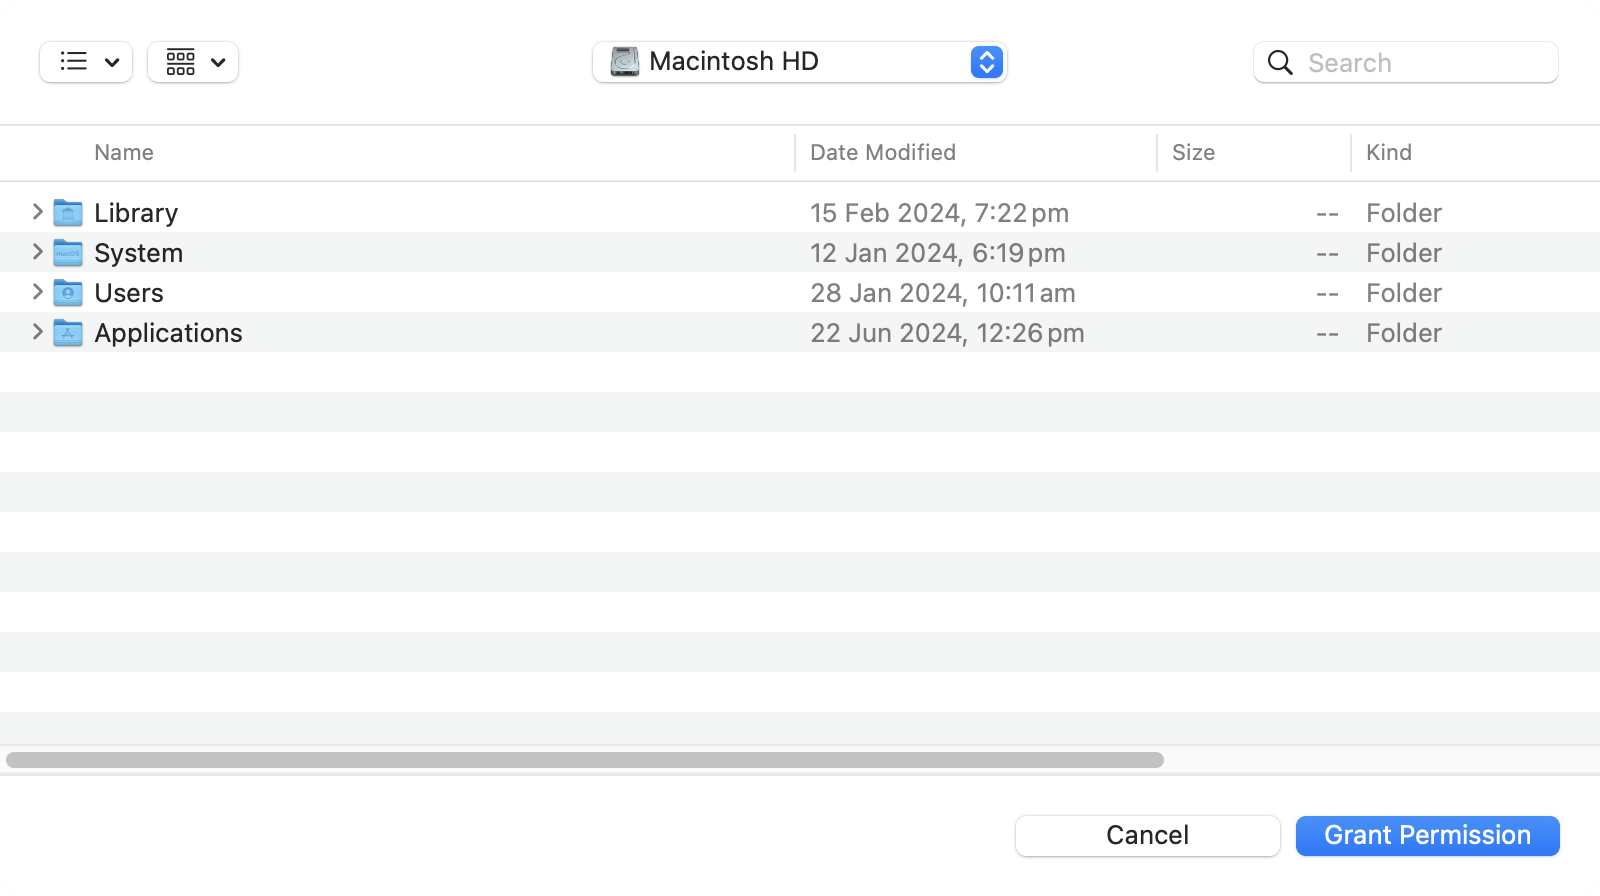 Macintosh HD
Search
Name Date Modified Size Kind
Library 15 Feb 2024, 7:22 pm -- Folder
System 12 Jan 2024, 6:19 pm -- Folder
Users 28 Jan 2024, 10:11 am -- Folder
Applications 22 Jun 2024, 12:26 pm -- Folder
Cancel Grant Permission